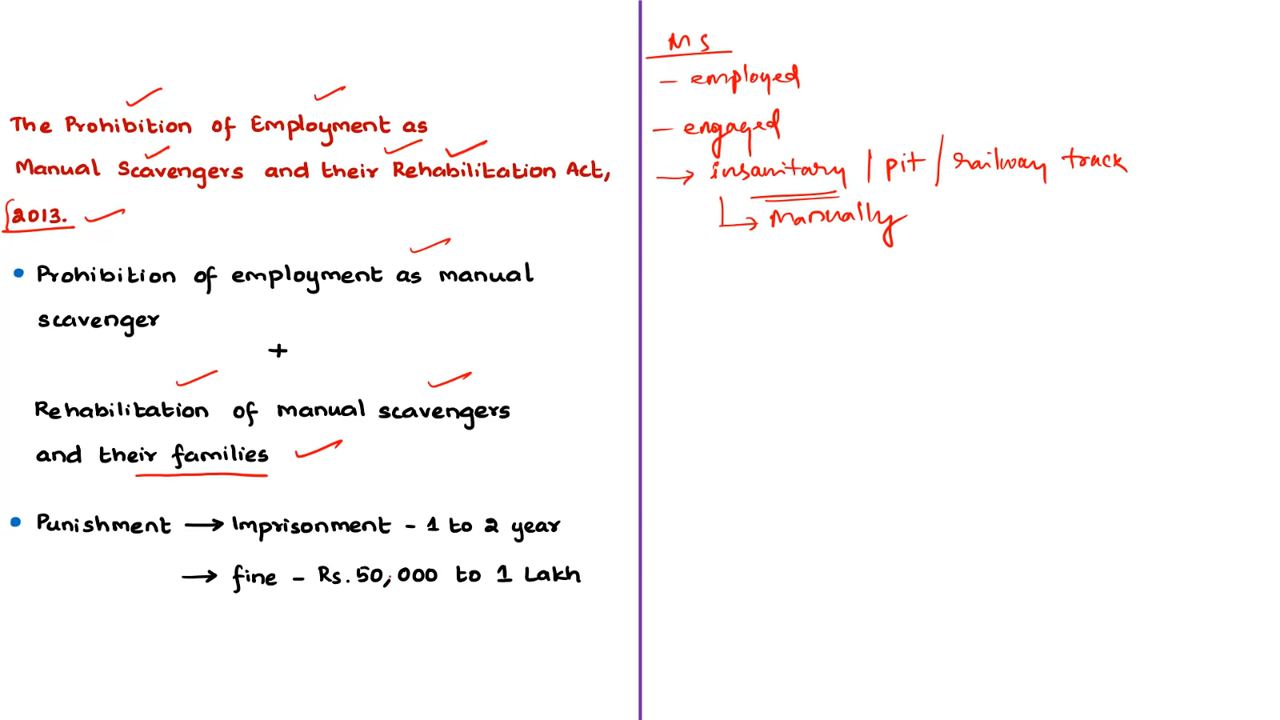 The Prohibition of Employment as
Manual Scavengers and their Rehabilitation Act,
2013.
• Prohibition of employment as manual
scavenger
+
Rehabilitation of manual scavengers
and their families
• Punishment → Imprisonment - 1 to 2 year
→ fine - Rs. 50,000 to 1 Lakh
MS
- employed
- engaged
→ insanitary / pit / railway track
↳ manually